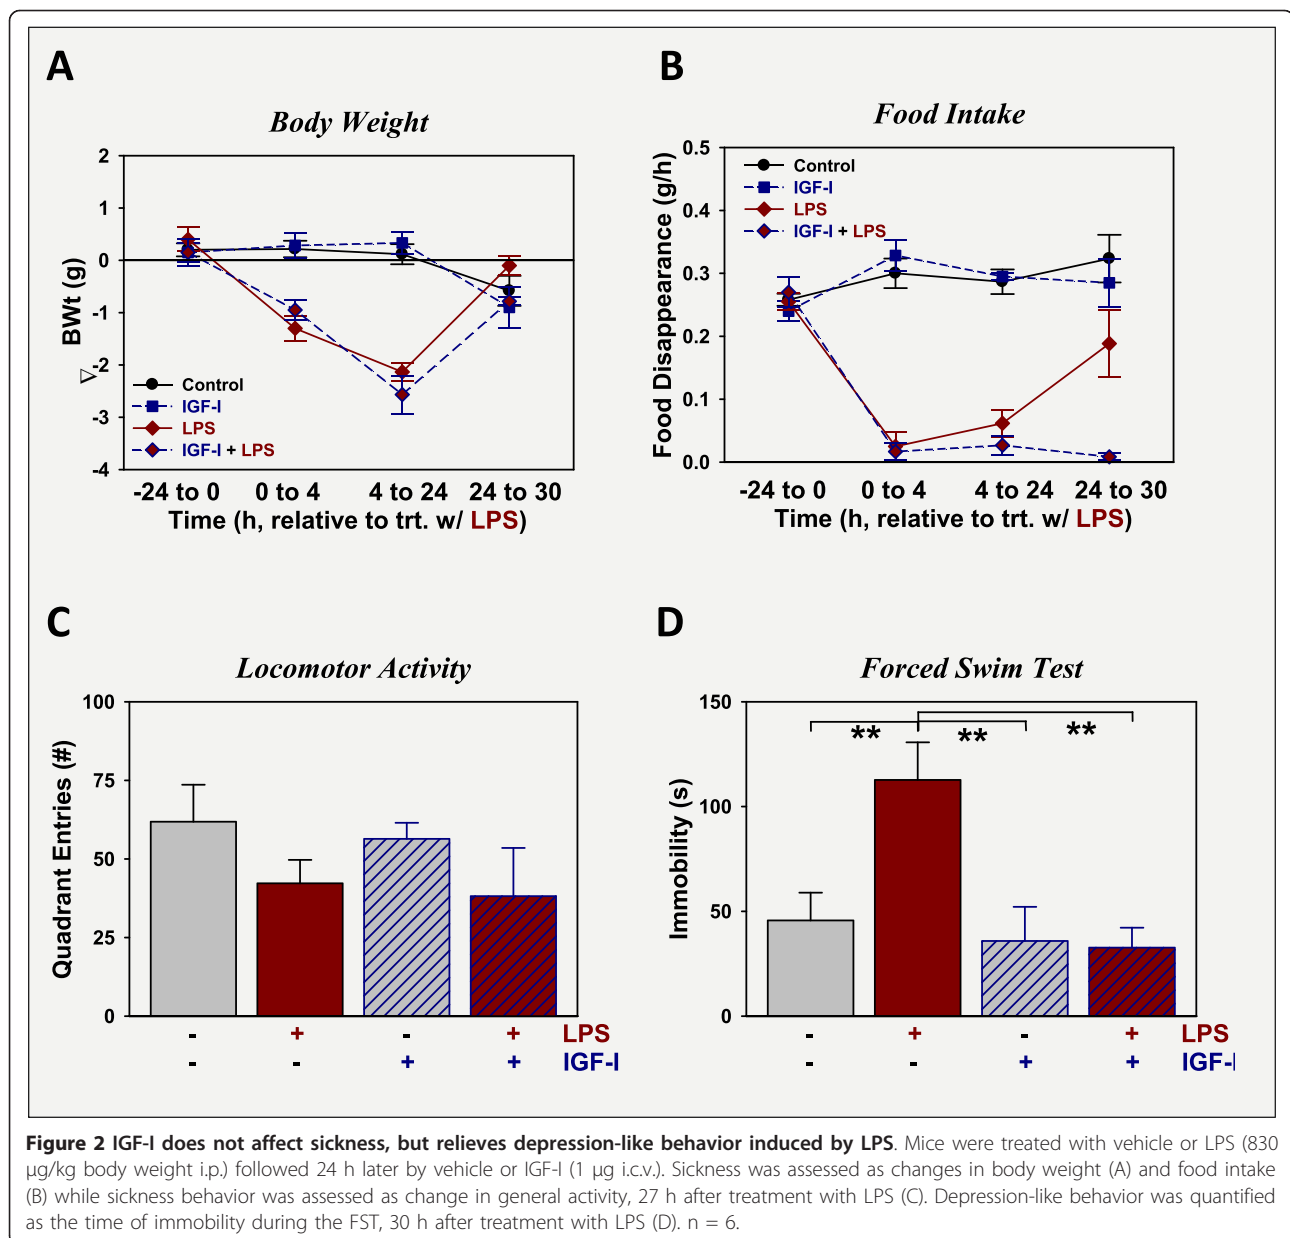 A
Body Weight
2
1
0
-1
-2
-3
-4
∇ BWt (g)
Control
IGF-I
LPS
IGF-I + LPS
-24 to 0 0 to 4 4 to 24 24 to 30
Time (h, relative to trt. w/ LPS)
B
Food Intake
0.5
0.4
0.3
0.2
0.1
0.0
Food Disappearance (g/h)
Control
IGF-I
LPS
IGF-I + LPS
-24 to 0 0 to 4 4 to 24 24 to 30
Time (h, relative to trt. w/ LPS)
C
Locomotor Activity
100
75
50
25
0
Quadrant Entries (#)
- + - + LPS
- - + + IGF-I
D
Forced Swim Test
150
100
50
0
Immobility (s)
** ** **
- + - + LPS
- - + + IGF-I
Figure 2 IGF-I does not affect sickness, but relieves depression-like behavior induced by LPS. Mice were treated with vehicle or LPS (830
μg/kg body weight i.p.) followed 24 h later by vehicle or IGF-I (1 μg i.c.v.). Sickness was assessed as changes in body weight (A) and food intake
(B) while sickness behavior was assessed as change in general activity, 27 h after treatment with LPS (C). Depression-like behavior was quantified
as the time of immobility during the FST, 30 h after treatment with LPS (D). n = 6.